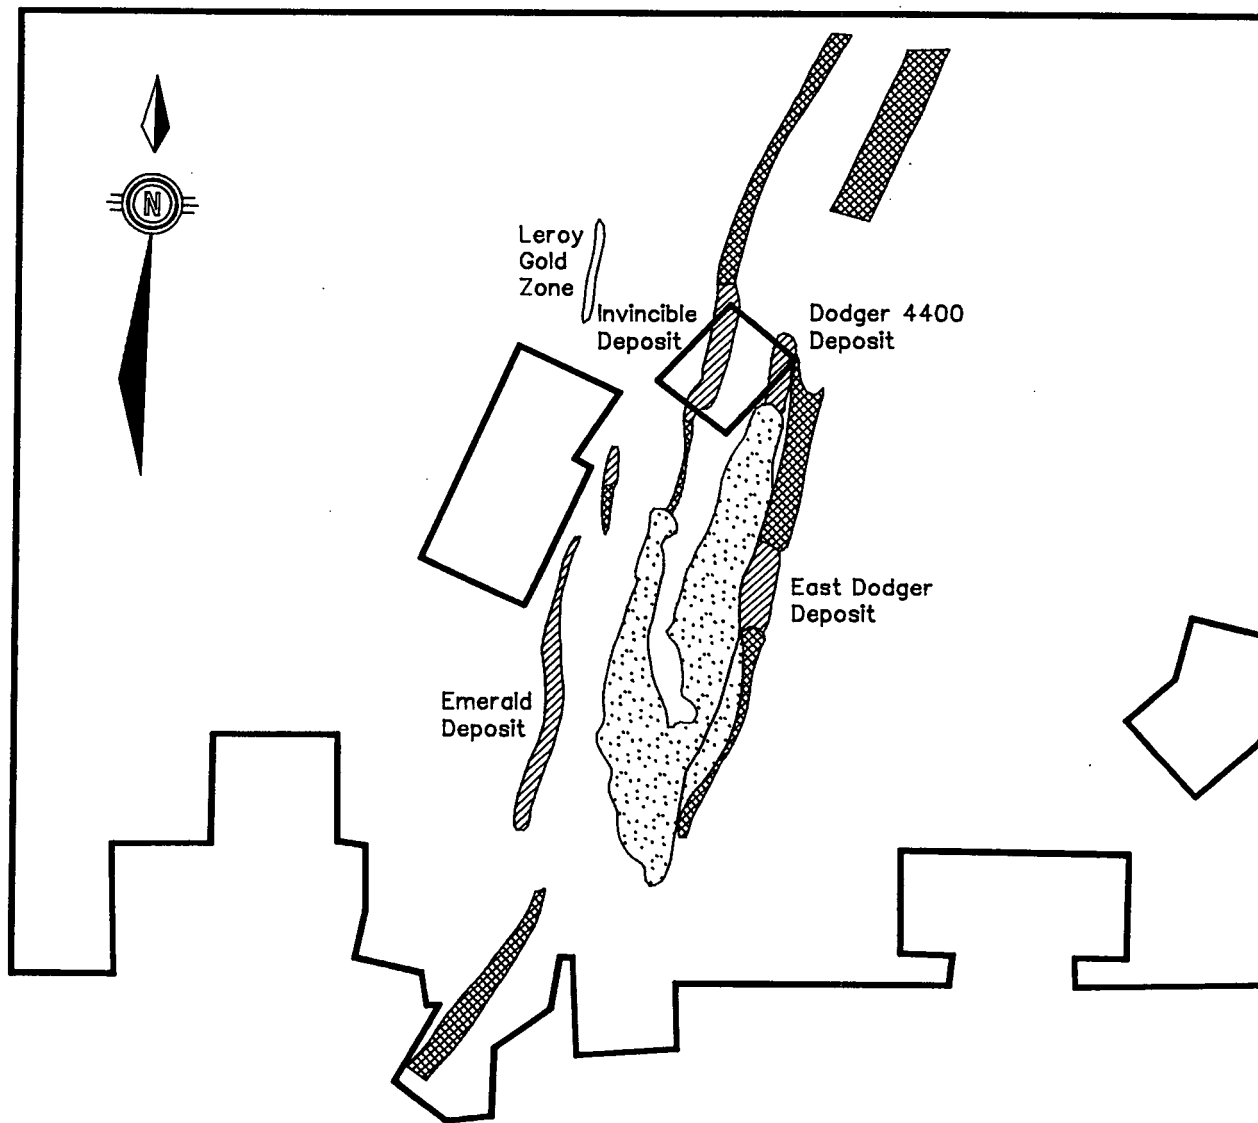 N
Leroy
Gold
Zone
Invincible
Deposit
Dodger 4400
Deposit
East Dodger
Deposit
Emerald
Deposit